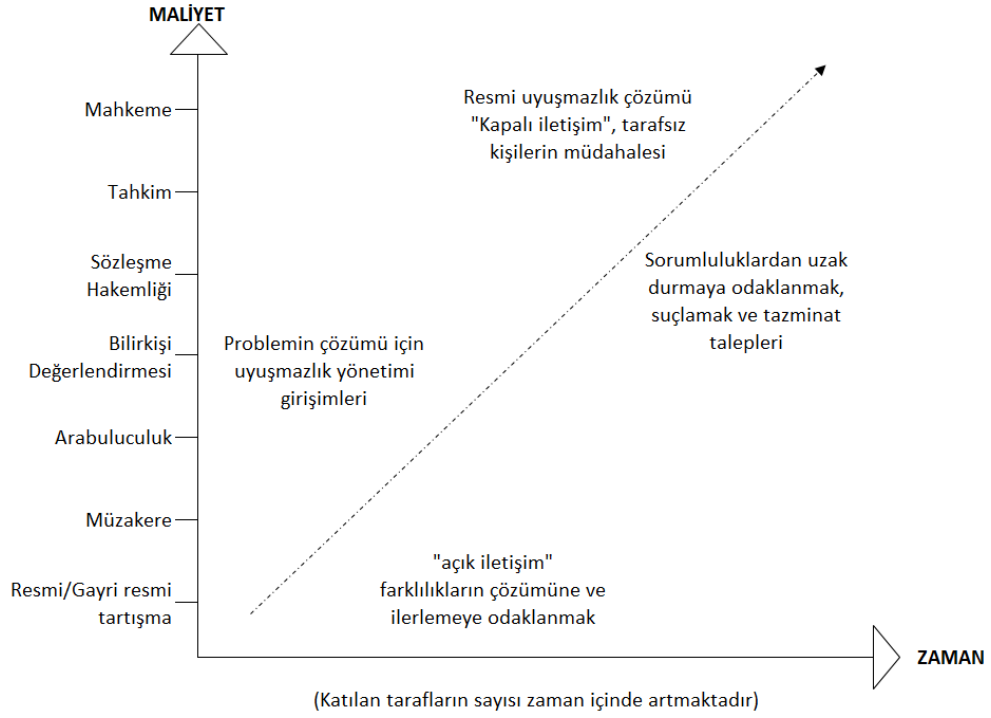 MALİYET
Mahkeme
Tahkim
Sözleşme
Hakemliği
Bilirkişi
Değerlendirmesi
Arabuluculuk
Müzakere
Resmi/Gayri resmi
tartışma
Resmi uyuşmazlık çözümü
"Kapalı iletişim", tarafsız
kişilerin müdahalesi
Sorumluluklardan uzak
durmaya odaklanmak,
suçlamak ve tazminat
talepleri
Problemin çözümü için
uyuşmazlık yönetimi
girişimleri
"açık iletişim"
farklılıkların çözümüne ve
ilerlemeye odaklanmak
ZAMAN
(Katılan tarafların sayısı zaman içinde artmaktadır)